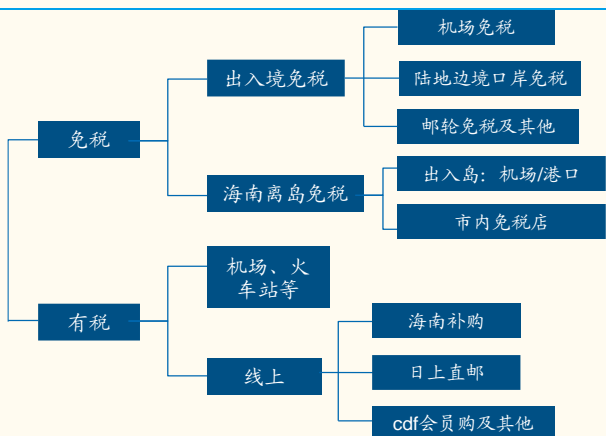 机场免税
出入境免税
陆地边境口岸免税
邮轮免税及其他
免税
海南离岛免税
出入岛：机场/港口
市内免税店
机场、火
车站等
有税
海南补购
线上
日上直邮
cdf会员购及其他